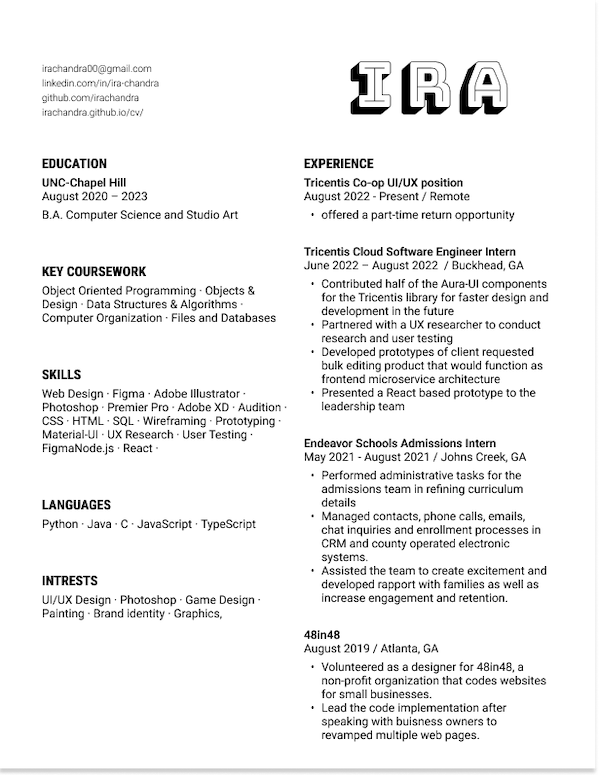 irachandra00@gmail.com
linkedin.com/in/ira-chandra
github.com/irachandra
irachandra.github.io/cv/
IRA
EDUCATION
UNC-Chapel Hill
August 2020 – 2023
B.A. Computer Science and Studio Art
KEY COURSEWORK
Object Oriented Programming · Objects &
Design · Data Structures & Algorithms ·
Computer Organization · Files and Databases
SKILLS
Web Design · Figma · Adobe Illustrator ·
Photoshop · Premier Pro · Adobe XD · Audition ·
CSS · HTML · SQL · Wireframing · Prototyping ·
Material-UI · UX Research · User Testing ·
FigmaNode.js · React ·
LANGUAGES
Python · Java · C · JavaScript · TypeScript
INTRESTS
UI/UX Design · Photoshop · Game Design ·
Painting · Brand identity · Graphics,
EXPERIENCE
Tricentis Co-op UI/UX position
August 2022 - Present / Remote
• offered a part-time return opportunity
Tricentis Cloud Software Engineer Intern
June 2022 – August 2022 / Buckhead, GA
• Contributed half of the Aura-UI components
for the Tricentis library for faster design and
development in the future
• Partnered with a UX researcher to conduct
research and user testing
• Developed prototypes of client requested
bulk editing product that would function as
frontend microservice architecture
• Presented a React based prototype to the
leadership team
Endeavor Schools Admissions Intern
May 2021 - August 2021 / Johns Creek, GA
• Performed administrative tasks for the
admissions team in refining curriculum
details
• Managed contacts, phone calls, emails,
chat inquiries and enrollment processes in
CRM and county operated electronic
systems.
• Assisted the team to create excitement and
developed rapport with families as well as
increase engagement and retention.
48in48
August 2019 / Atlanta, GA
• Volunteered as a designer for 48in48, a
non-profit organization that codes websites
for small businesses.
• Lead the code implementation after
speaking with buisness owners to
revamped multiple web pages.